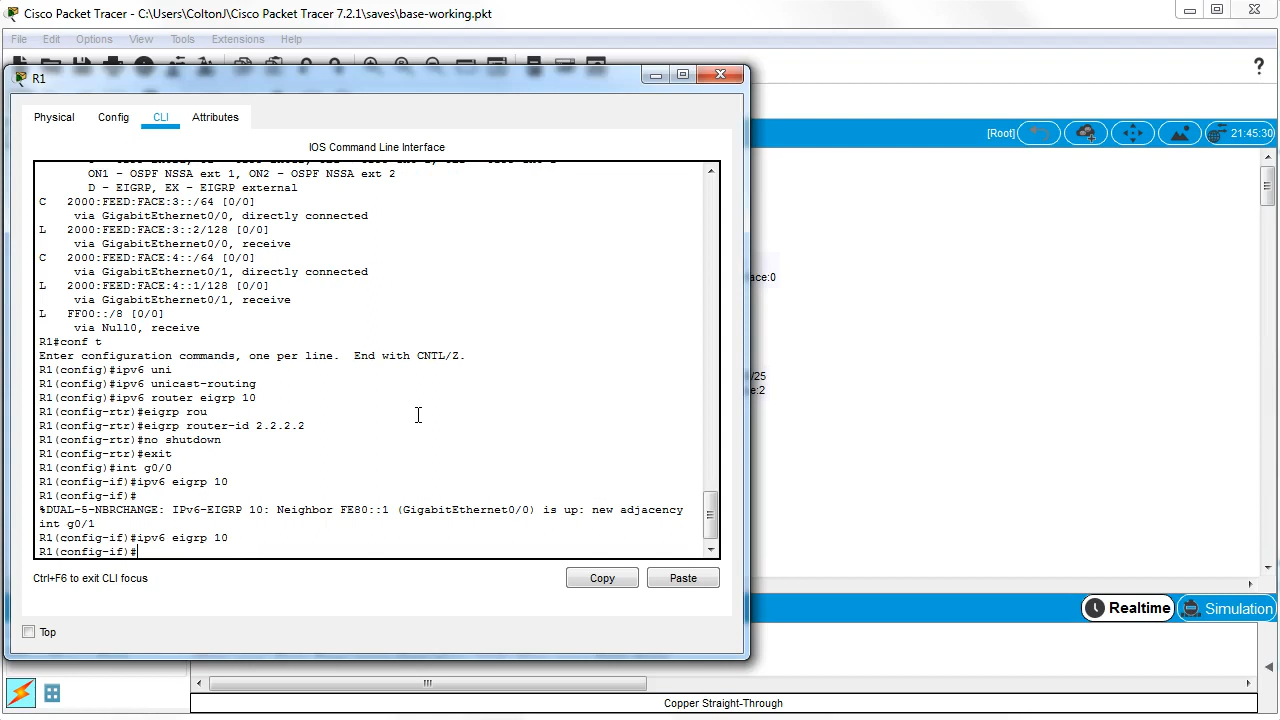 Cisco Packet Tracer - C:\Users\ColtonJ\Cisco Packet Tracer 7.2.1\saves\base-working.pkt
File Edit Options View Tools Extensions Help
R1
Physical Config CLI Attributes
[Root] 21:45:30
IOS Command Line Interface
ON1 - OSPF NSSA ext 1, ON2 - OSPF NSSA ext 2
D - EIGRP, EX - EIGRP external
C 2000:FEED:FACE:3::/64 [0/0]
via GigabitEthernet0/0, directly connected
L 2000:FEED:FACE:3::2/128 [0/0]
via GigabitEthernet0/0, receive
C 2000:FEED:FACE:4::/64 [0/0]
via GigabitEthernet0/1, directly connected
L 2000:FEED:FACE:4::1/128 [0/0]
via GigabitEthernet0/1, receive
L FF00::/8 [0/0]
via Null0, receive
R1#conf t
Enter configuration commands, one per line. End with CNTL/Z.
R1(config)#ipv6 uni
R1(config)#ipv6 unicast-routing
R1(config)#ipv6 router eigrp 10
R1(config-rtr)#eigrp rou
R1(config-rtr)#eigrp router-id 2.2.2.2
R1(config-rtr)#no shutdown
R1(config-rtr)#exit
R1(config)#int g0/0
R1(config-if)#ipv6 eigrp 10
R1(config-if)#
%DUAL-5-NBRCHANGE: IPv6-EIGRP 10: Neighbor FE80::1 (GigabitEthernet0/0) is up: new adjacency
int g0/1
R1(config-if)#ipv6 eigrp 10
R1(config-if)#
ace:0
/25
e:2
Ctrl+F6 to exit CLI focus
Copy Paste
Top
Realtime Simulation
Copper Straight-Through